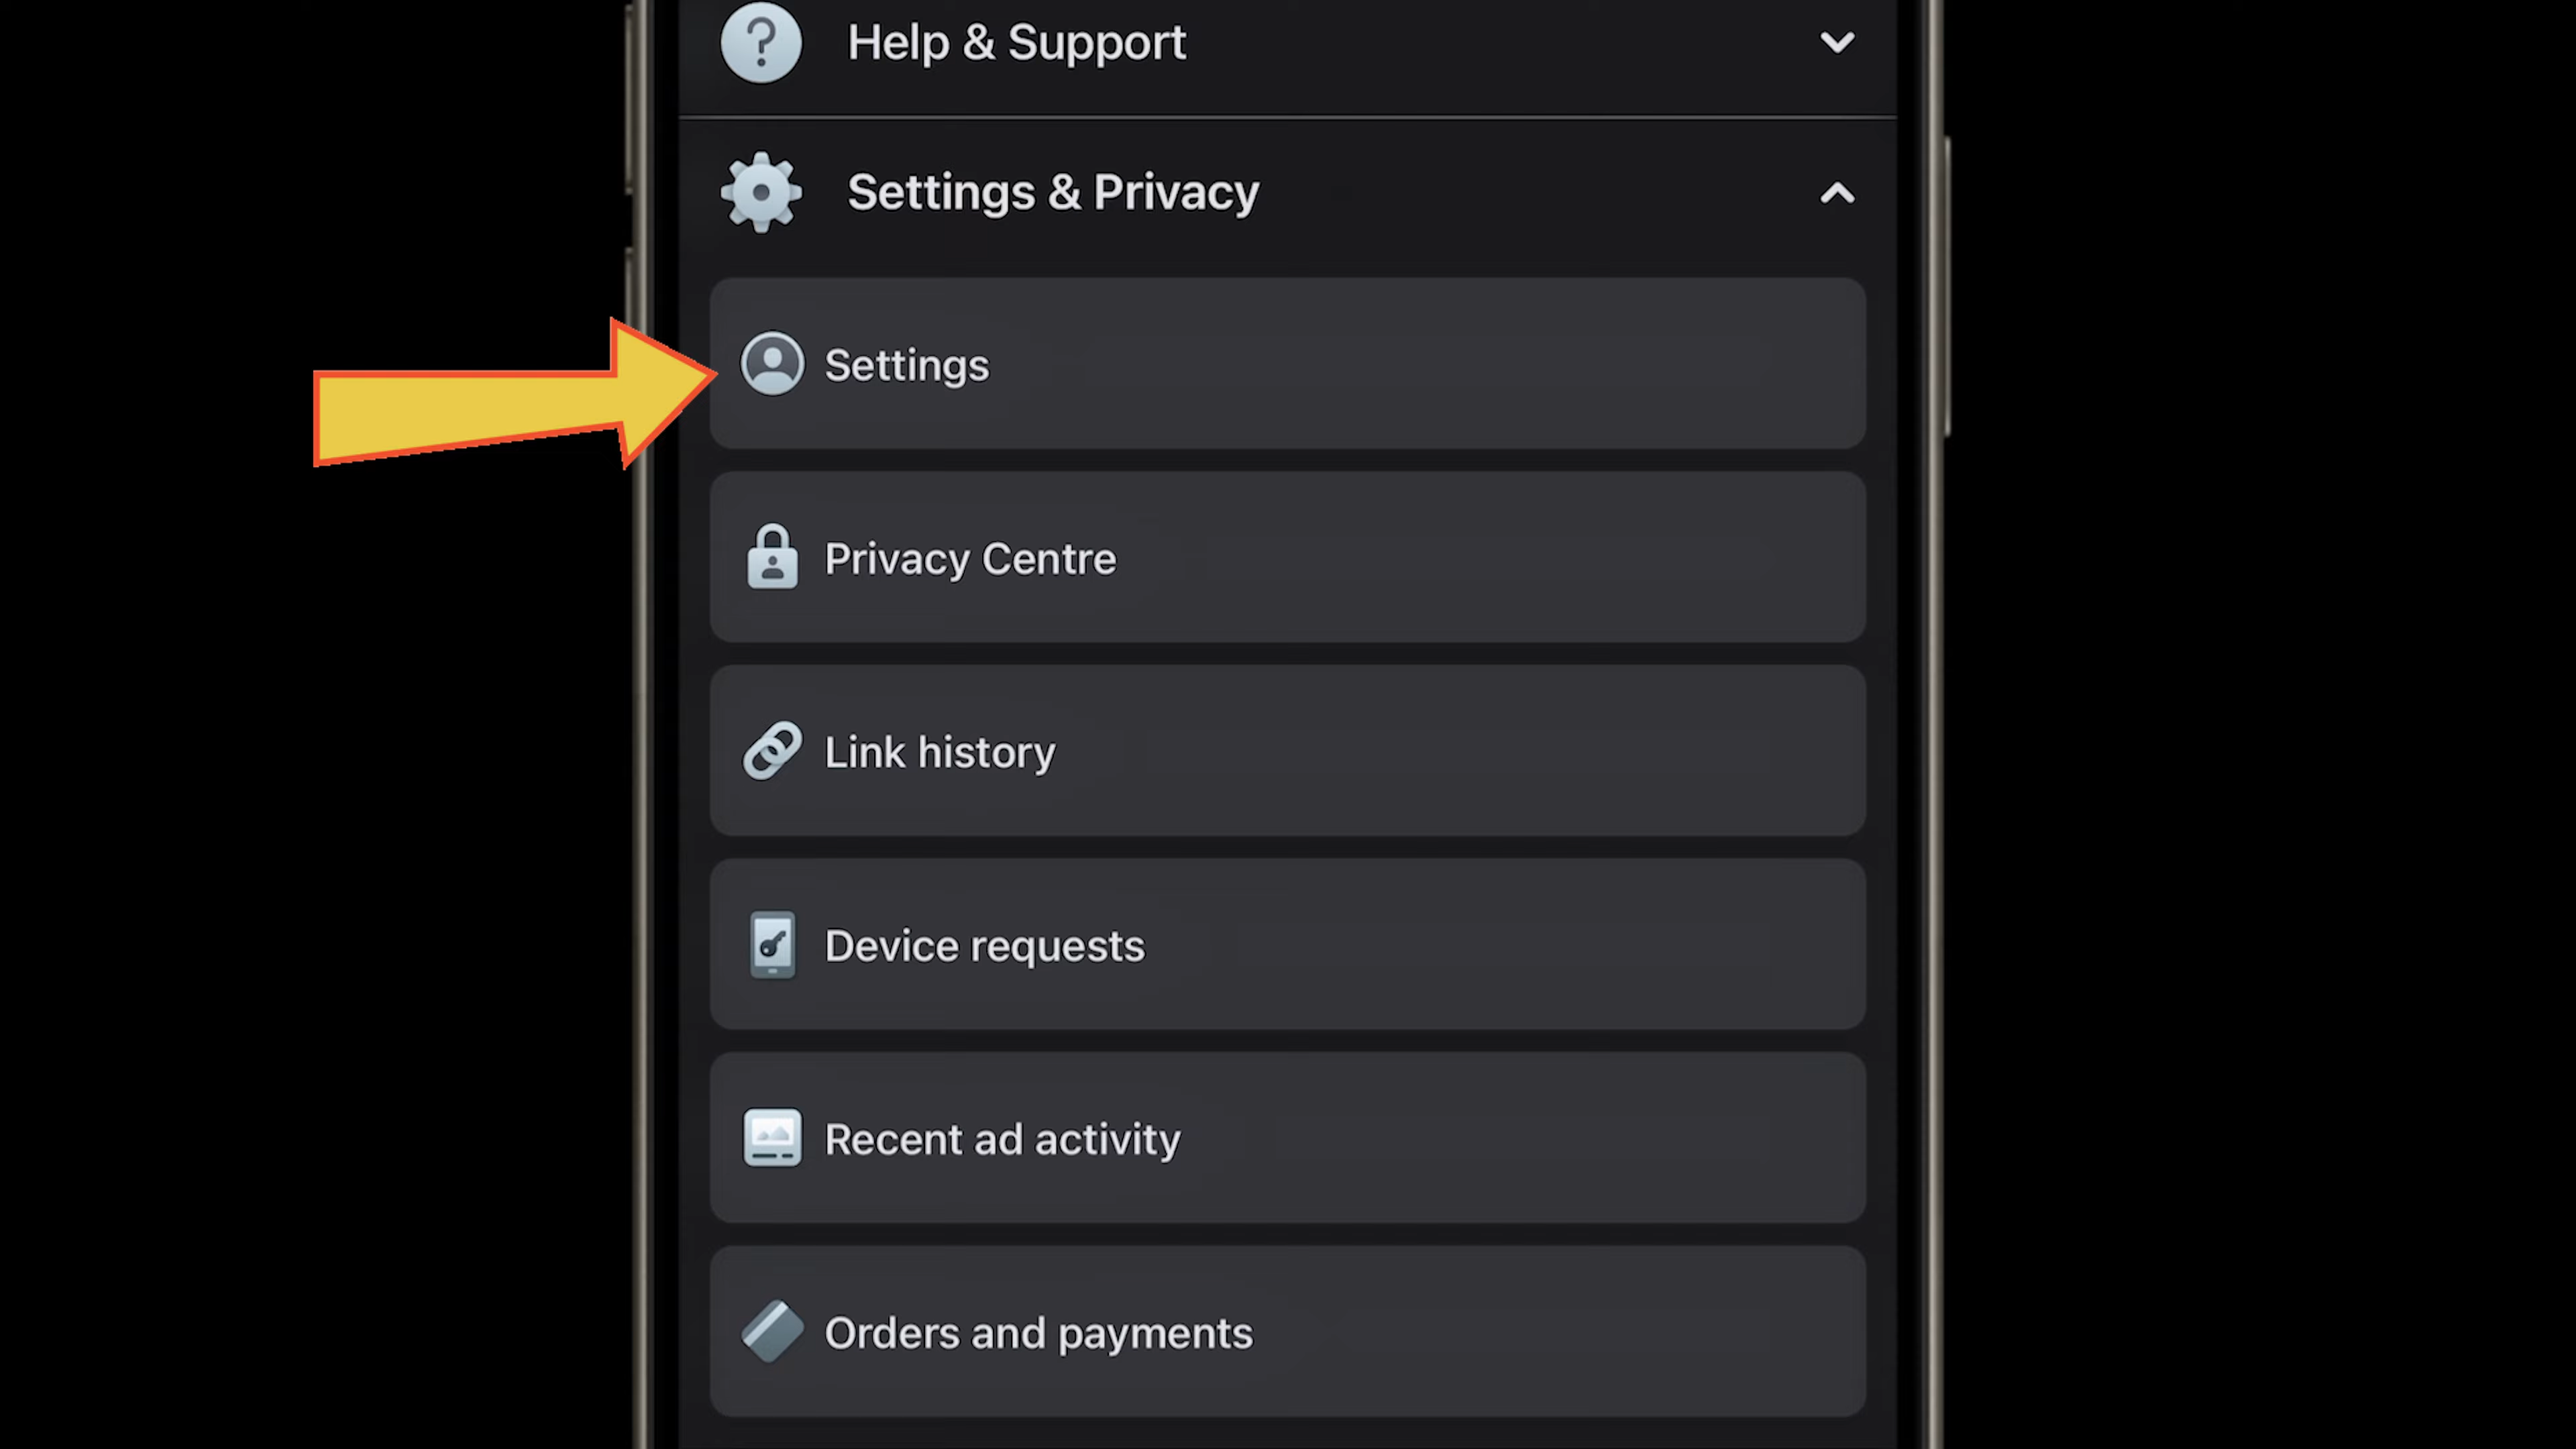 Help & Support
Settings & Privacy
Settings
Privacy Centre
Link history
Device requests
Recent ad activity
Orders and payments